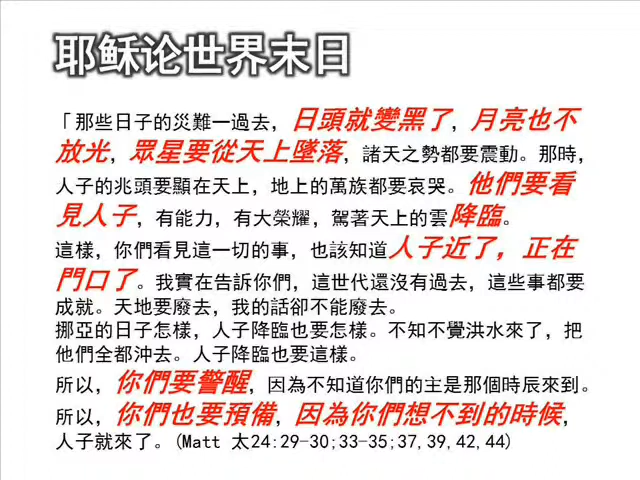 耶稣论世界末日
「那些日子的災難一過去，日頭就變黑了，月亮也不
放光，眾星要從天上墜落，諸天之勢都要震動。那時，
人子的兆頭要顯在天上，地上的萬族都要哀哭。他們要看
見人子，有能力，有大榮耀，駕著天上的雲降臨。
這樣，你們看見這一切的事，也該知道人子近了，正在
門口了。我實在告訴你們，這世代還沒有過去，這些事都要
成就。天地要廢去，我的話卻不能廢去。
挪亞的日子怎樣，人子降臨也要怎樣。不知不覺洪水來了，把
他們全都沖去。人子降臨也要這樣。
所以，你們要警醒，因為不知道你們的主是那個時辰來到。
所以，你們也要預備，因為你們想不到的時候，
人子就來了。(Matt 太24:29-30;33-35;37,39,42,44)